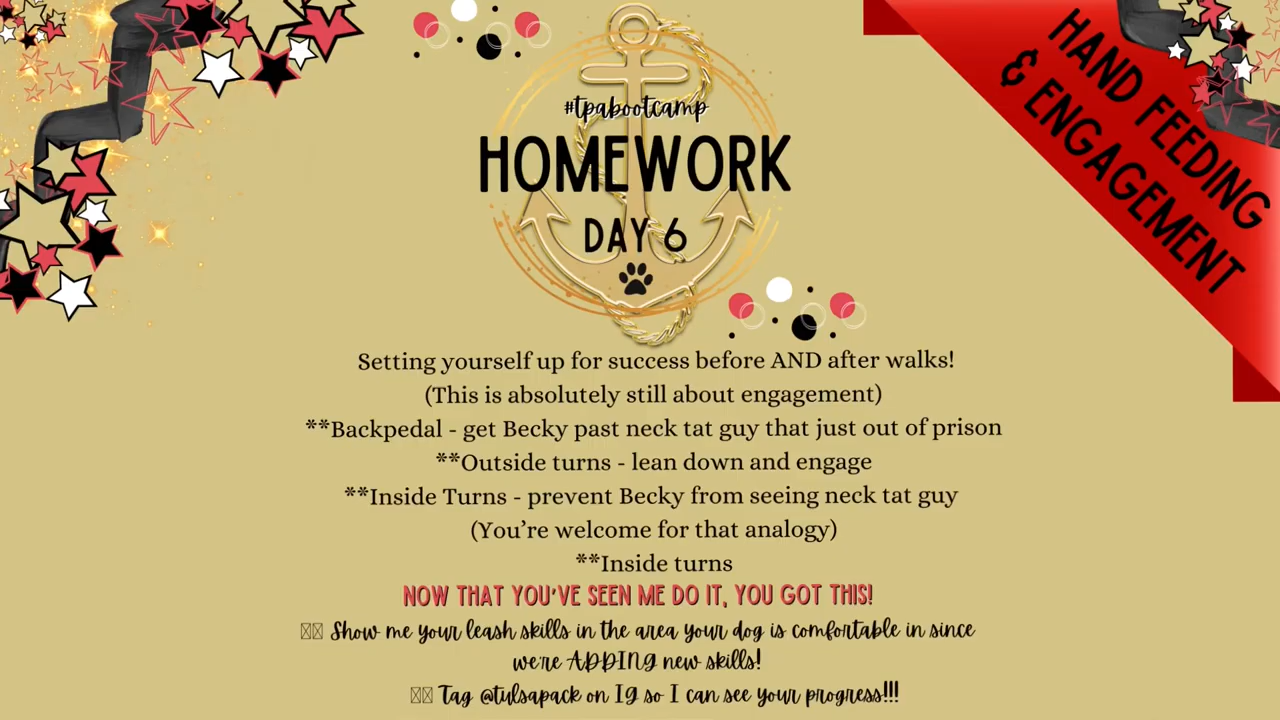 #tpabootcamp
HOMEWORK
DAY 6
HAND FEEDING
& ENGAGEMENT
Setting yourself up for success before AND after walks!
(This is absolutely still about engagement)
**Backpedal - get Becky past neck tat guy that just out of prison
**Outside turns - lean down and engage
**Inside Turns - prevent Becky from seeing neck tat guy
(You're welcome for that analogy)
**Inside turns
NOW THAT YOU'VE SEEN ME DO IT, YOU GOT THIS!
Show me your leash skills in the area your dog is comfortable in since
we're ADDING new skills!
Tag @tulsapack on IG so I can see your progress!!!